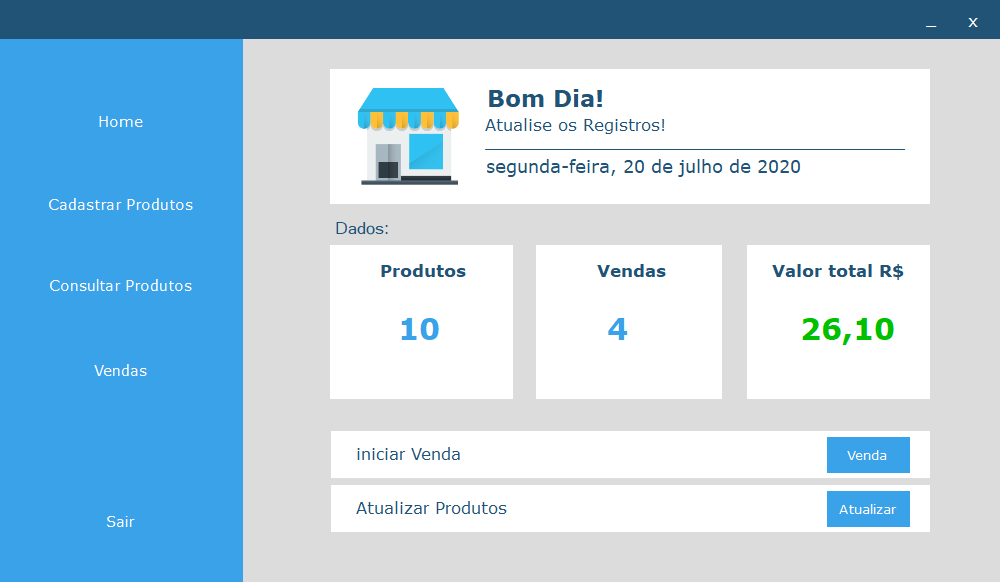 _ X
Home
Cadastrar Produtos
Consultar Produtos
Vendas
Sair
Bom Dia!
Atualise os Registros!
segunda-feira, 20 de julho de 2020
Dados:
Produtos
10
Vendas
4
Valor total R$
26,10
iniciar Venda
Venda
Atualizar Produtos
Atualizar